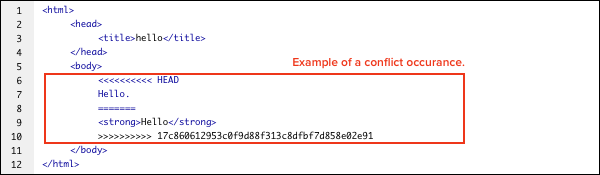 1 <html>
2 <head>
3 <title>hello</title>
4 </head>
5 <body>
Example of a conflict occurance.
6 <<<<<<<<<< HEAD
7 Hello.
8 =======
9 <strong>Hello</strong>
10 >>>>>>>>>> 17c860612953c0f9d88f313c8dfbf7d858e02e91
11 </body>
12 </html>